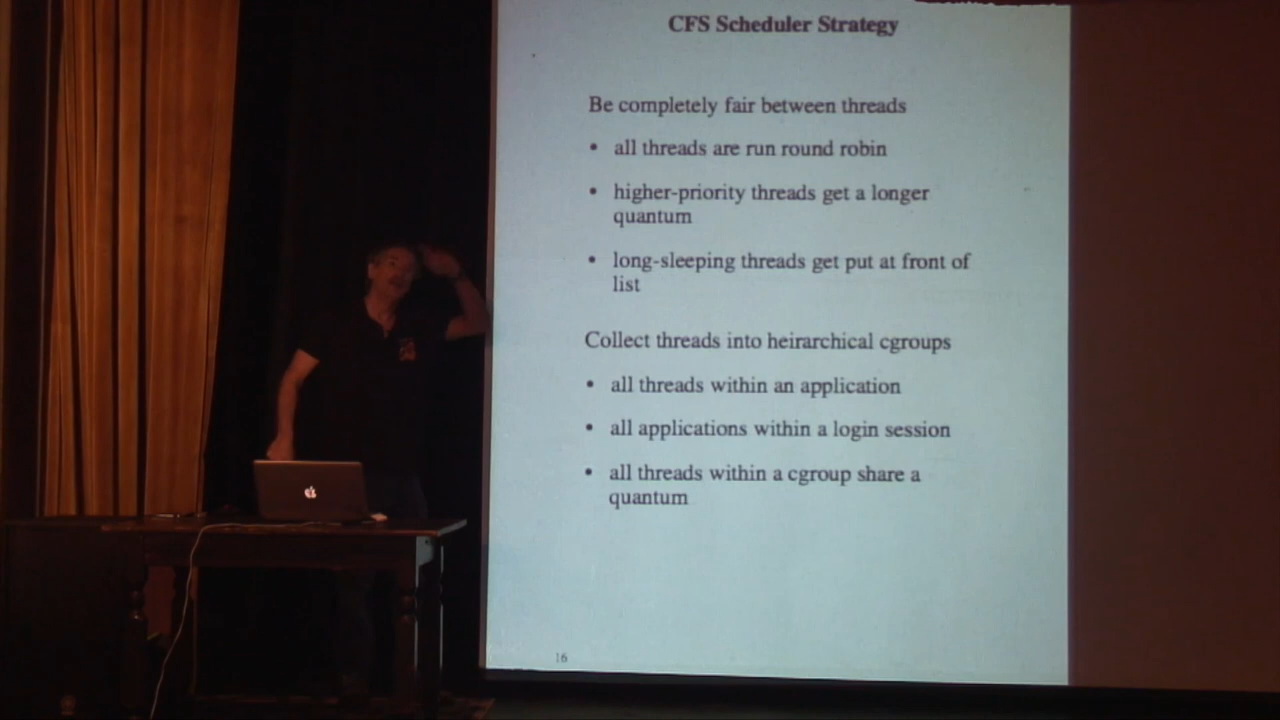 CFS Scheduler Strategy
Be completely fair between threads
• all threads are run round robin
• higher-priority threads get a longer
quantum
• long-sleeping threads get put at front of
list
Collect threads into heirarchical cgroups
• all threads within an application
• all applications within a login session
• all threads within a cgroup share a
quantum
16